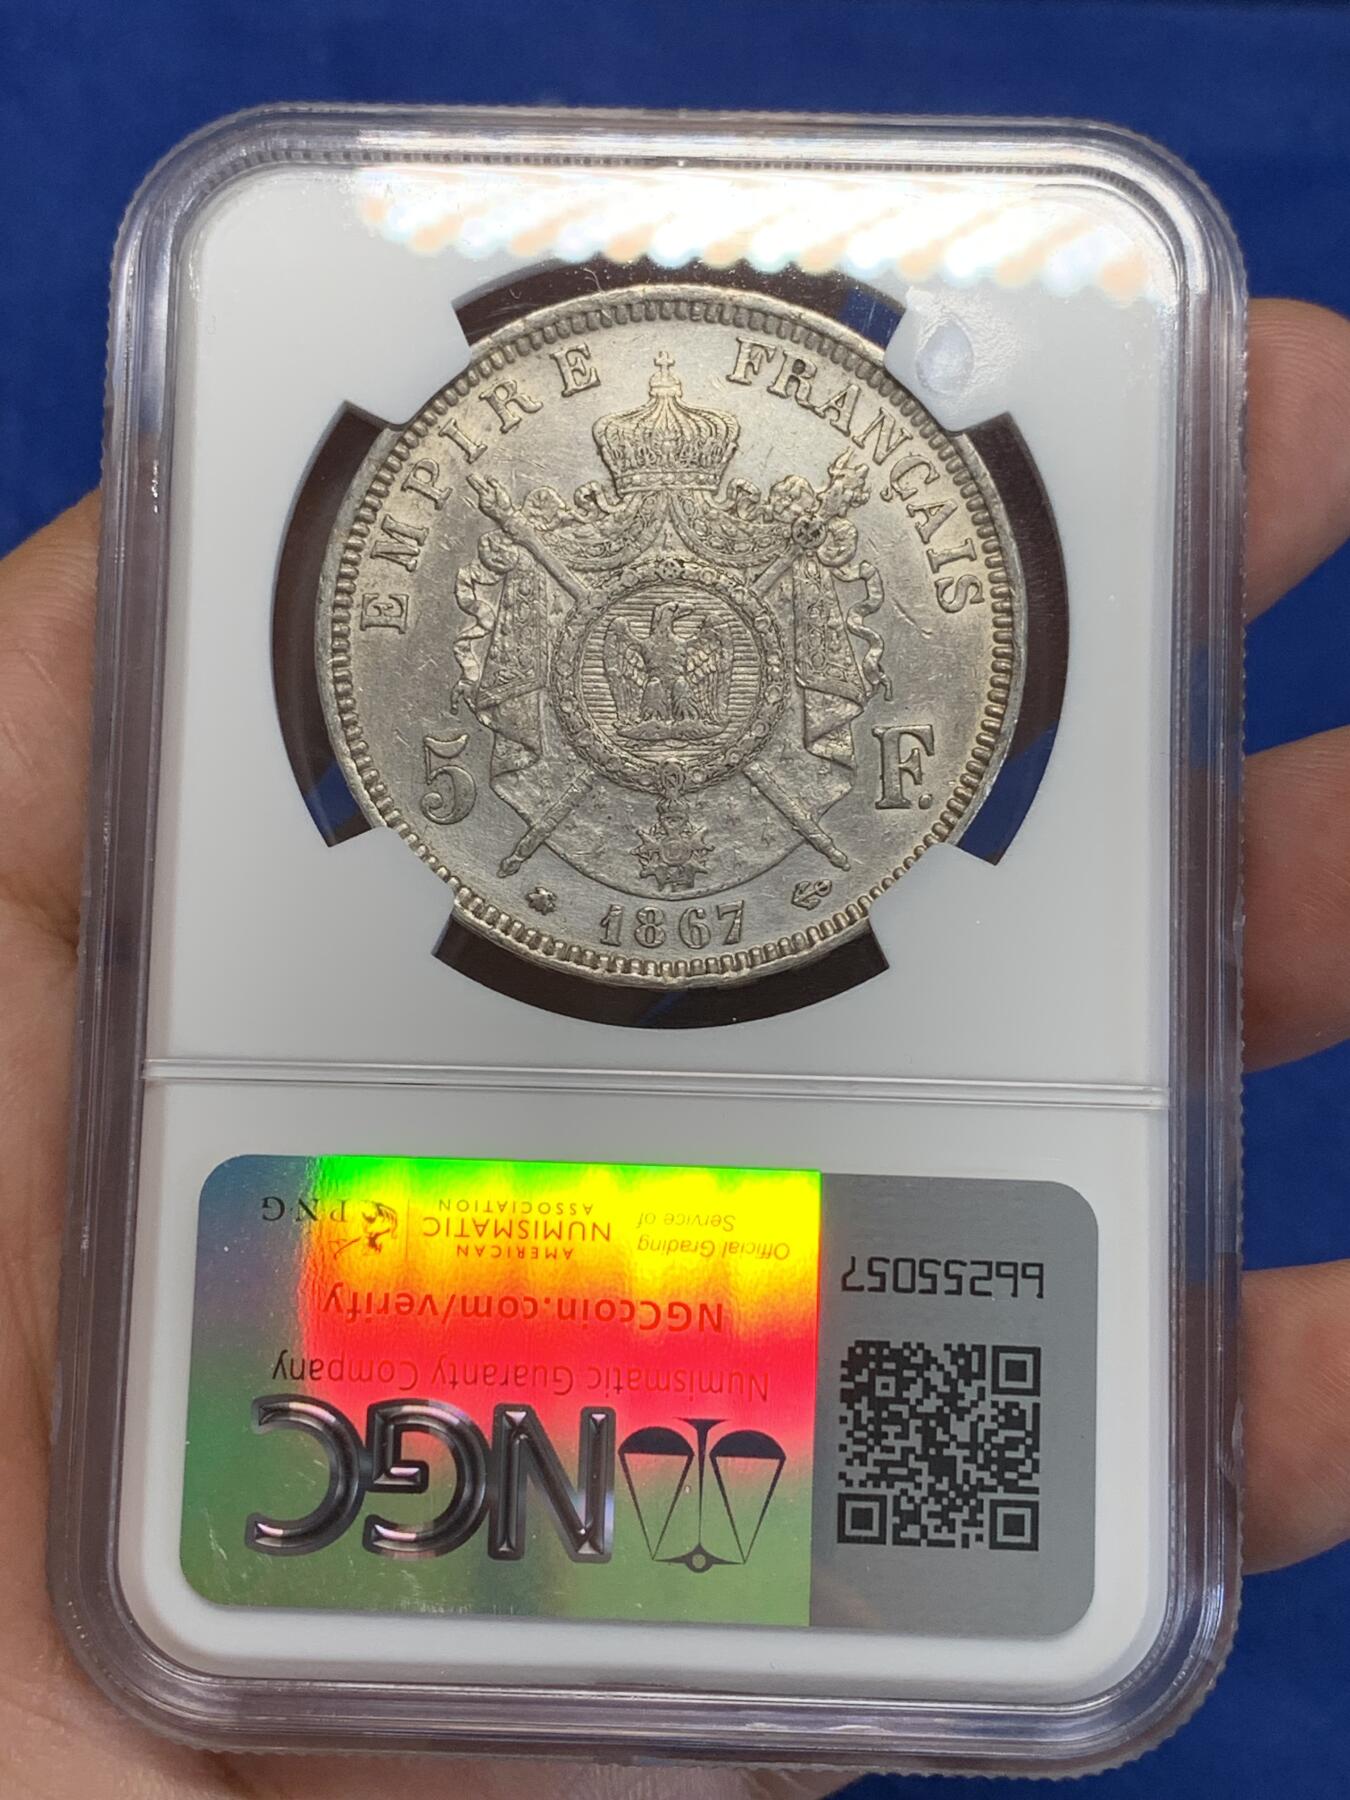 EMPIRE FRANÇAIS
5 F.
1867
NGC
Numismatic Guaranty Company
NGCcoin.com/verify
Official Grading
Service of
AMERICAN
NUMISMATIC
ASSOCIATION
PNG
66255057